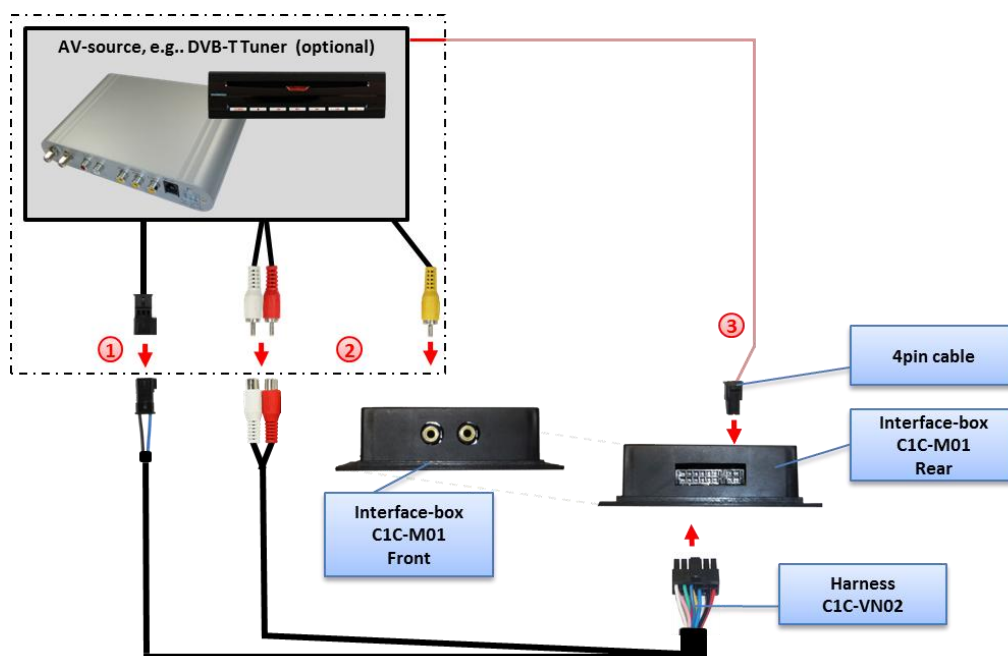 AV-source, e.g.. DVB-T Tuner (optional)
1
2
3
4pin cable
Interface-box
C1C-M01
Rear
Interface-box
C1C-M01
Front
Harness
C1C-VN02